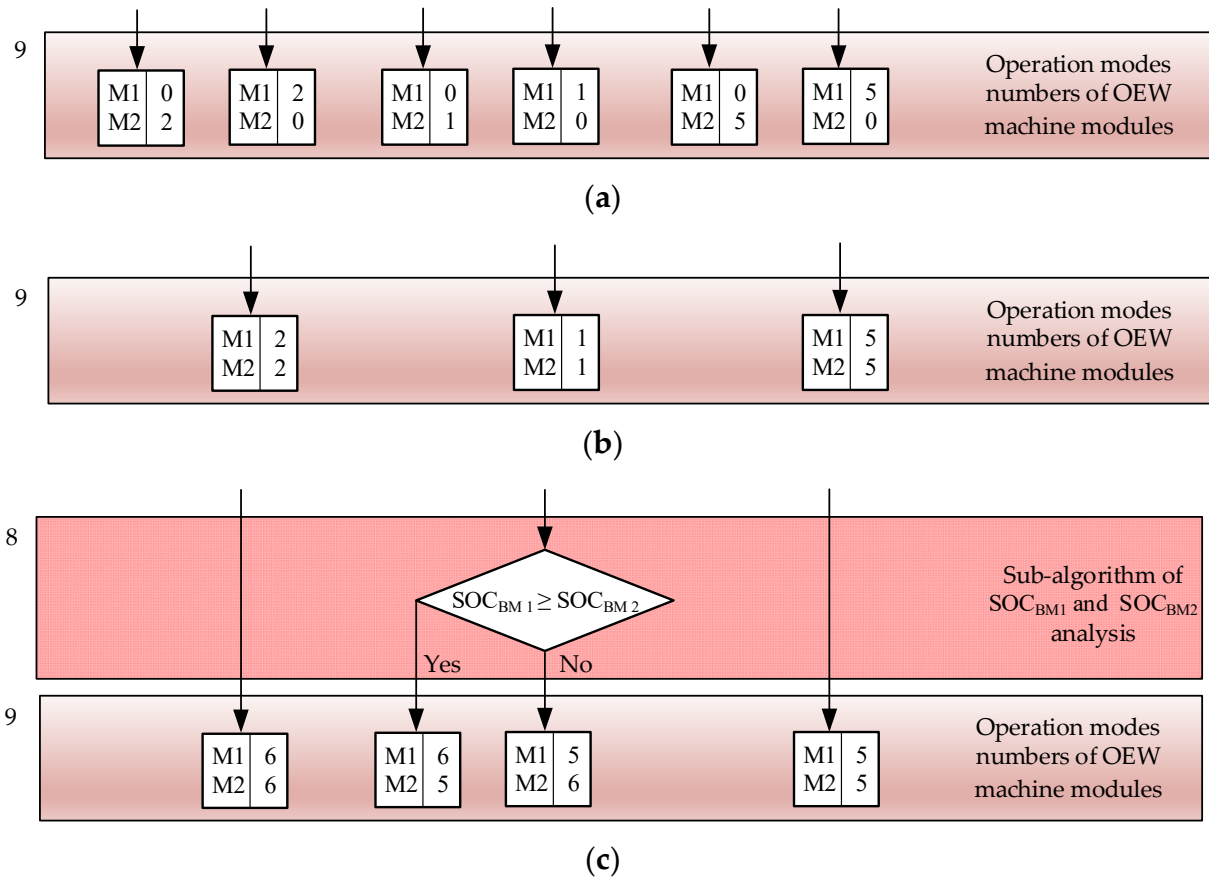 9
M1 0
M2 2
M1 2
M2 0
M1 0
M2 1
M1 1
M2 0
M1 0
M2 5
M1 5
M2 0
Operation modes
numbers of OEW
machine modules
(a)
9
M1 2
M2 2
M1 1
M2 1
M1 5
M2 5
Operation modes
numbers of OEW
machine modules
(b)
8
SOC_BM 1 ≥ SOC_BM 2
Yes
No
Sub-algorithm of
SOC_BM1 and SOC_BM2
analysis
9
M1 6
M2 6
M1 6
M2 5
M1 5
M2 6
M1 5
M2 5
Operation modes
numbers of OEW
machine modules
(c)